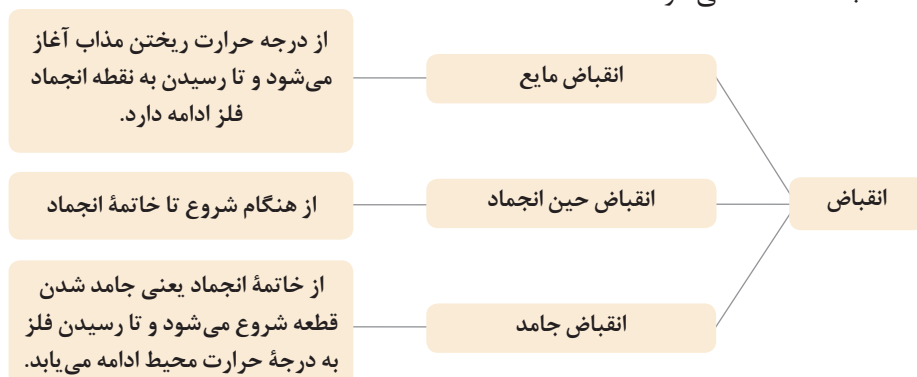 انقباض
انقباض مایع
از درجه حرارت ریختن مذاب آغاز
می‌شود و تا رسیدن به نقطه انجماد
فلز ادامه دارد.
انقباض حین انجماد
از هنگام شروع تا خاتمهٔ انجماد
انقباض جامد
از خاتمهٔ انجماد یعنی جامد شدن
قطعه شروع می‌شود و تا رسیدن فلز
به درجهٔ حرارت محیط ادامه می‌یابد.